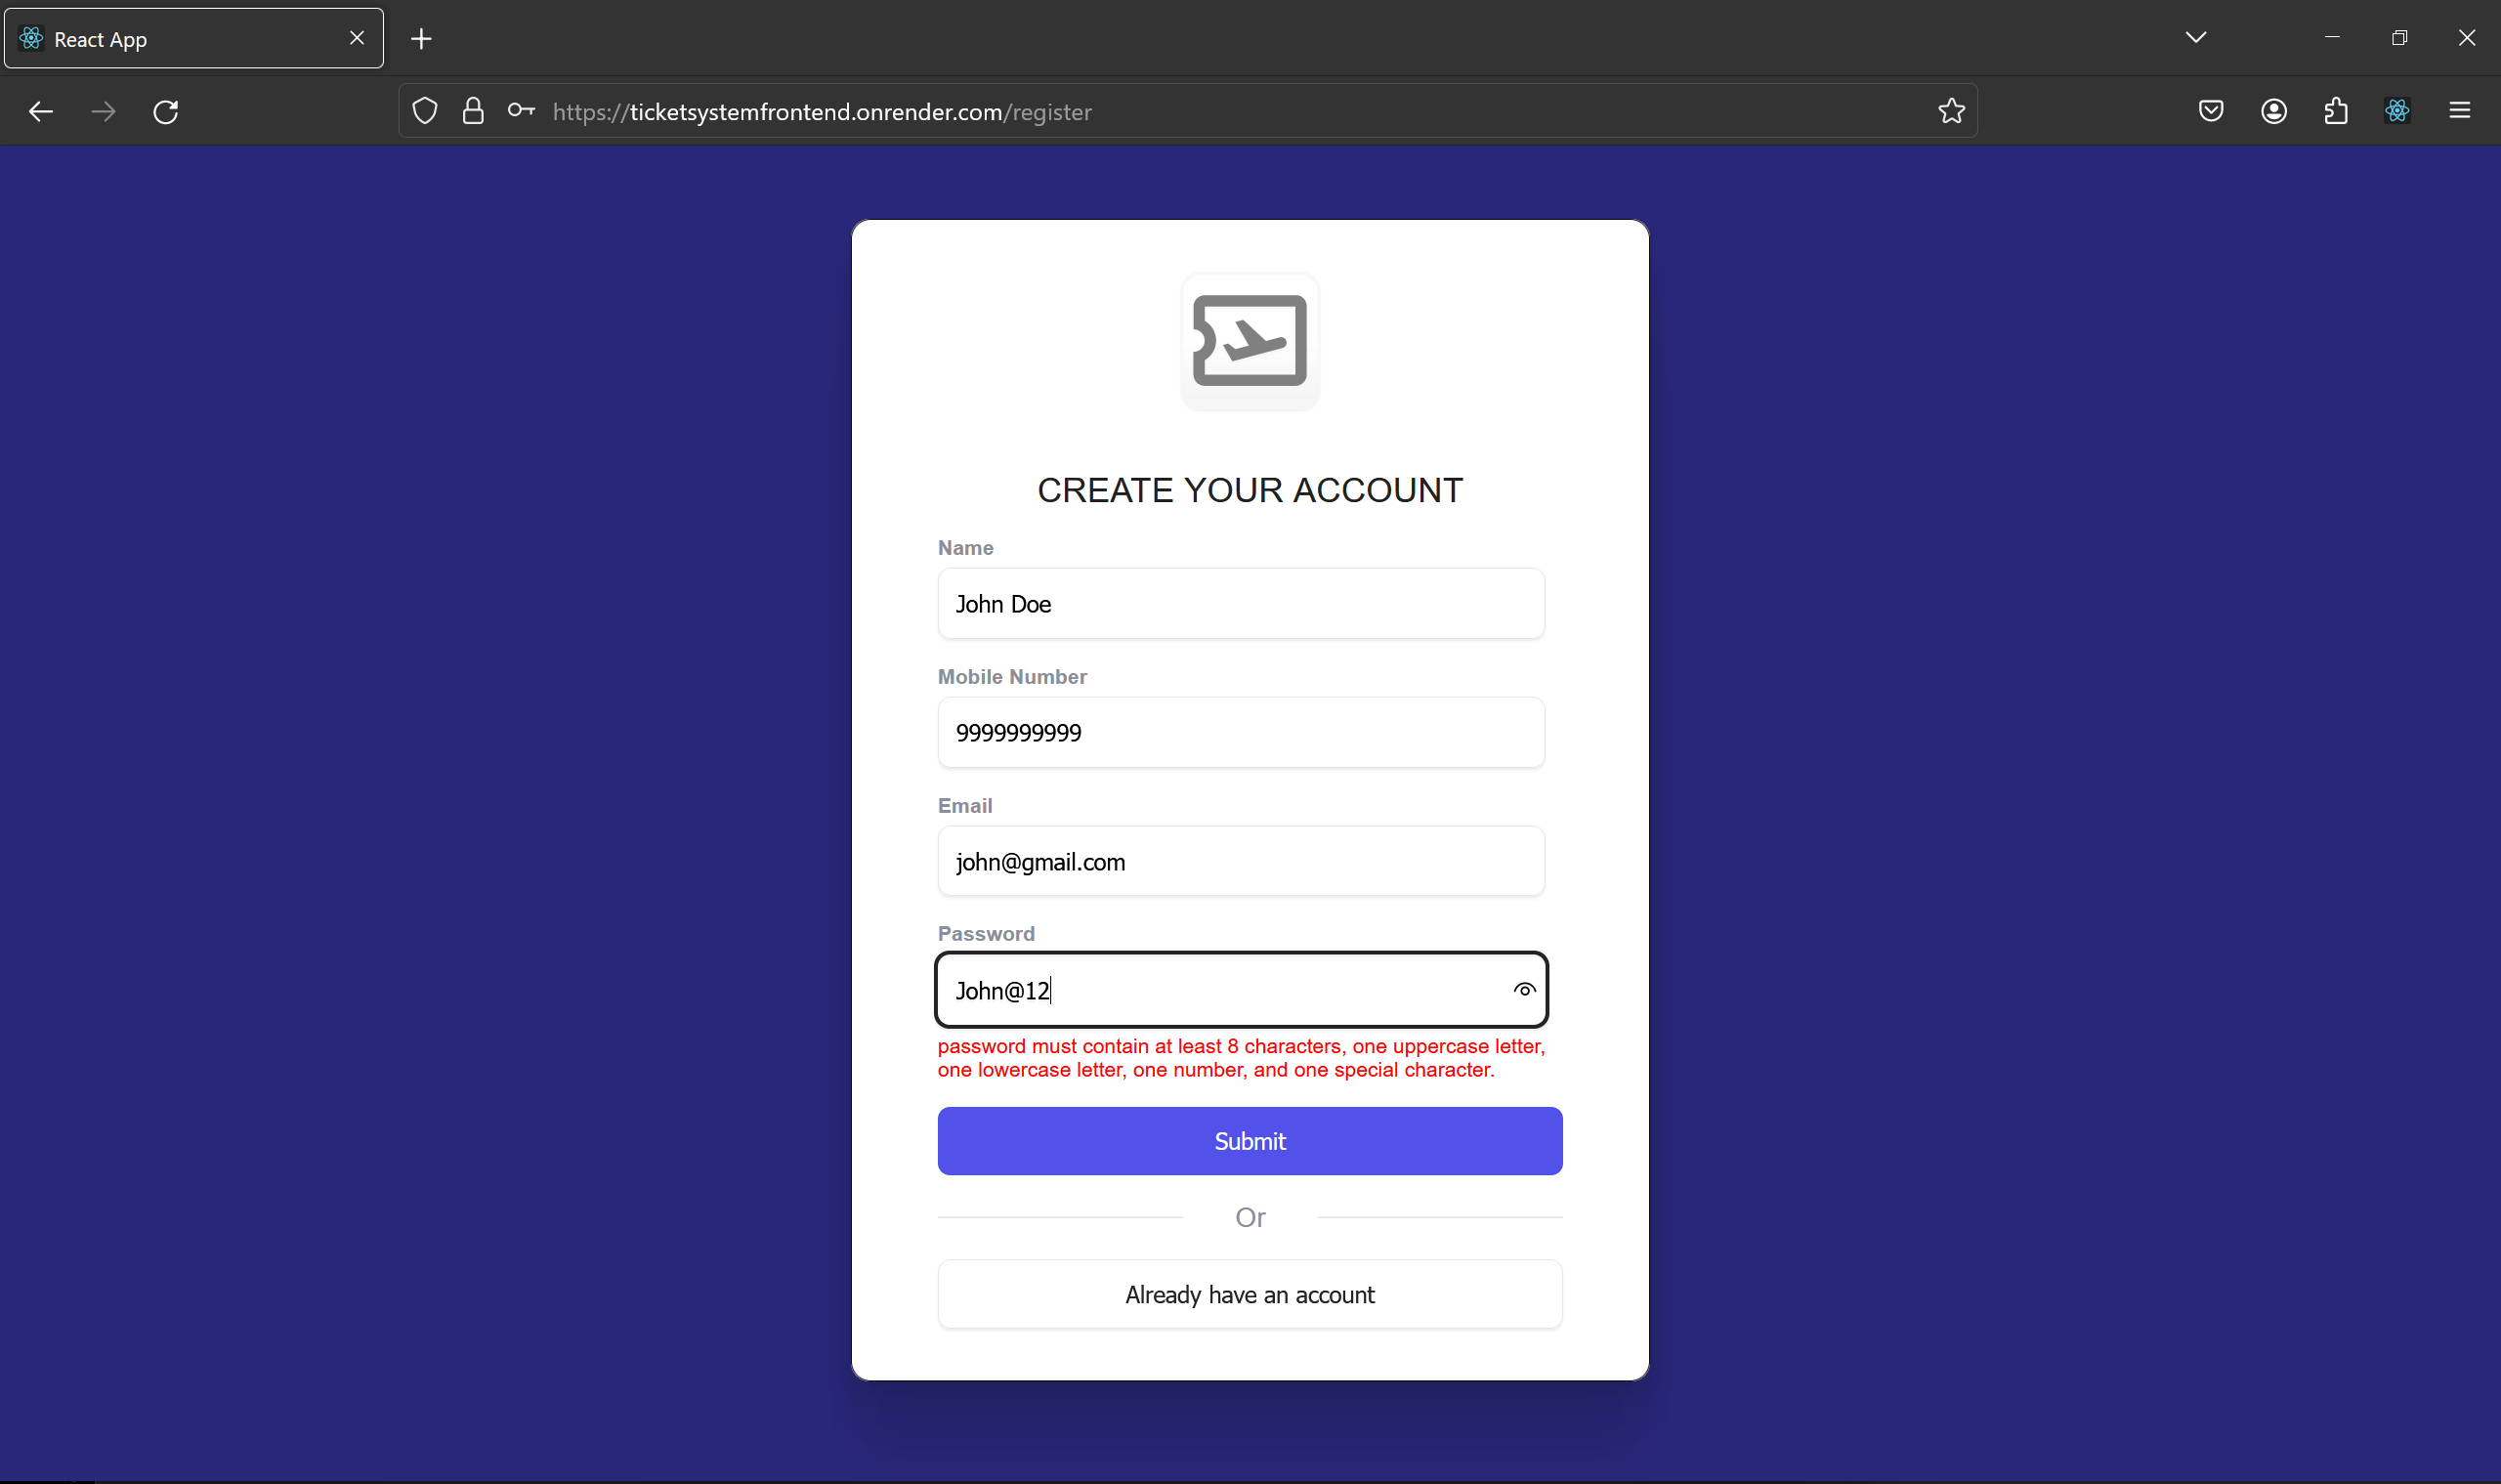 React App
https://ticketsystemfrontend.onrender.com/register
CREATE YOUR ACCOUNT
Name
John Doe
Mobile Number
9999999999
Email
john@gmail.com
Password
John@12
password must contain at least 8 characters, one uppercase letter,
one lowercase letter, one number, and one special character.
Submit
Or
Already have an account